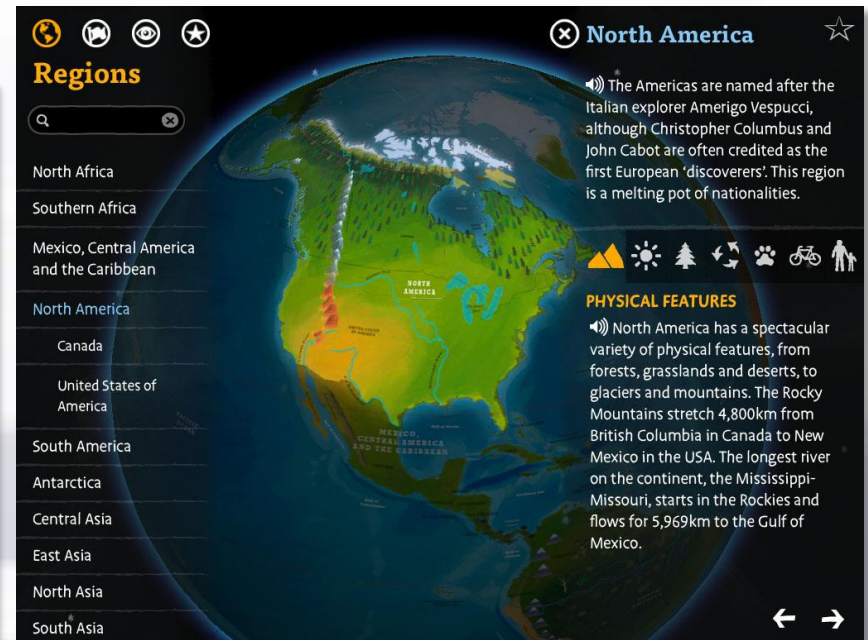 Regions
North Africa
Southern Africa
Mexico, Central America
and the Caribbean
North America
Canada
United States of
America
South America
Antarctica
Central Asia
East Asia
North Asia
South Asia
NORTH
AMERICA
UNITED STATES
OF AMERICA
MEXICO,
CENTRAL AMERICA
AND THE CARIBBEAN
North America
The Americas are named after the
Italian explorer Amerigo Vespucci,
although Christopher Columbus and
John Cabot are often credited as the
first European ‘discoverers’. This region
is a melting pot of nationalities.
PHYSICAL FEATURES
North America has a spectacular
variety of physical features, from
forests, grasslands and deserts, to
glaciers and mountains. The Rocky
Mountains stretch 4,800km from
British Columbia in Canada to New
Mexico in the USA. The longest river
on the continent, the Mississippi-
Missouri, starts in the Rockies and
flows for 5,969km to the Gulf of
Mexico.